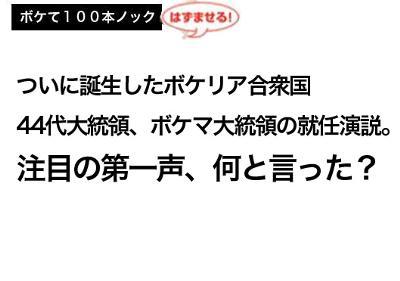 ボケて１００本ノック
はずませる!
ついに誕生したボケリア合衆国
44代大統領、ボケマ大統領の就任演説。
注目の第一声、何と言った？